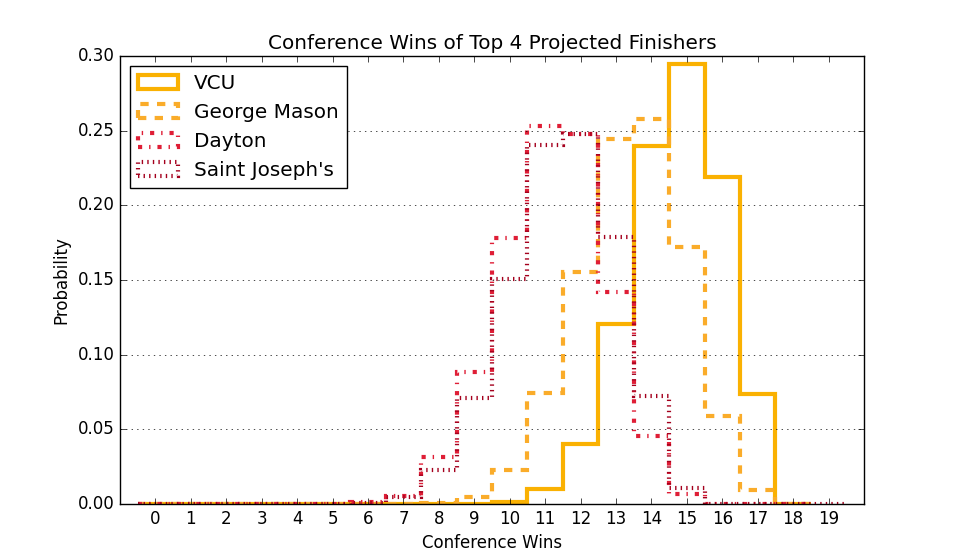 Conference Wins of Top 4 Projected Finishers
VCU
George Mason
Dayton
Saint Joseph's
0.30
0.25
0.20
0.15
0.10
0.05
0.00
Probability
0 1 2 3 4 5 6 7 8 9 10 11 12 13 14 15 16 17 18 19
Conference Wins